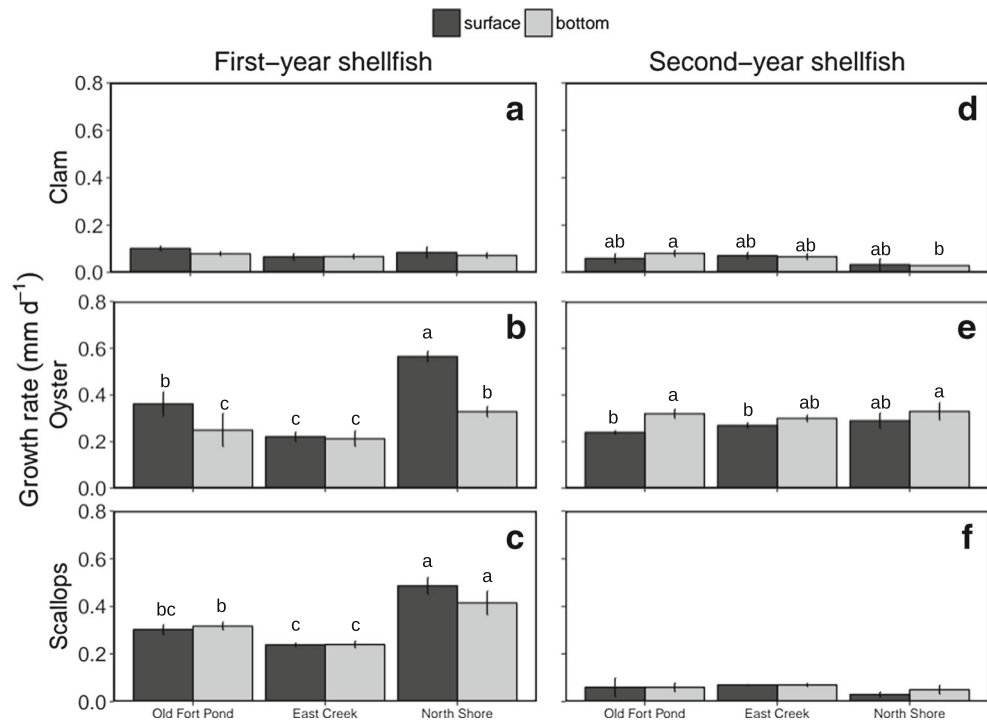 surface bottom
First–year shellfish Second–year shellfish
Growth rate (mm d⁻¹)
Clam
0.8
0.6
0.4
0.2
0.0
a
d
ab a ab ab ab b
Oyster
0.8
0.6
0.4
0.2
0.0
b
b c c c a b
e
b a b ab ab a
Scallops
0.8
0.6
0.4
0.2
0.0
c
bc b c c a a
f
Old Fort Pond East Creek North Shore Old Fort Pond East Creek North Shore